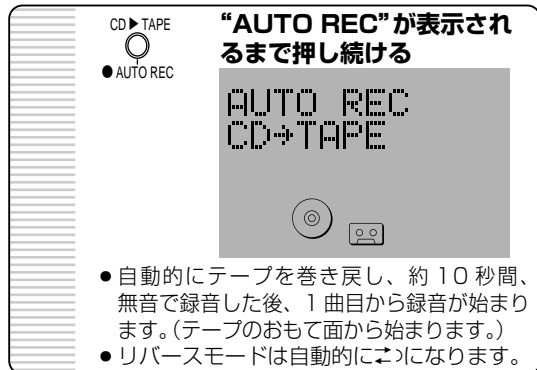 CD▶TAPE
●AUTO REC
“AUTO REC”が表示され
るまで押し続ける
AUTO REC
CD→TAPE
●自動的にテープを巻き戻し、約10秒間、
無音で録音した後、1曲目から録音が始まり
ます。(テープのおもて面から始まります。)
●リバースモードは自動的に⊐になります。